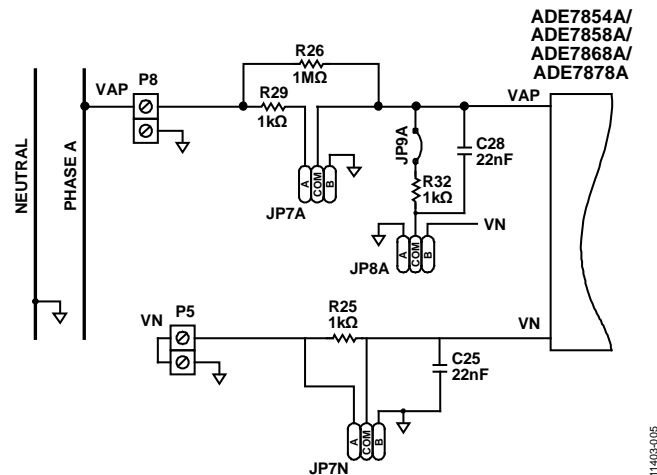 ADE7854A/
ADE7858A/
ADE7868A/
ADE7878A
NEUTRAL
PHASE A
VAP
P8
R26
1MΩ
R29
1kΩ
A
COM
B
JP7A
JP9A
R32
1kΩ
C28
22nF
VAP
A
COM
B
JP8A
VN
VN
P5
R25
1kΩ
VN
C25
22nF
A
COM
B
JP7N
11403-005